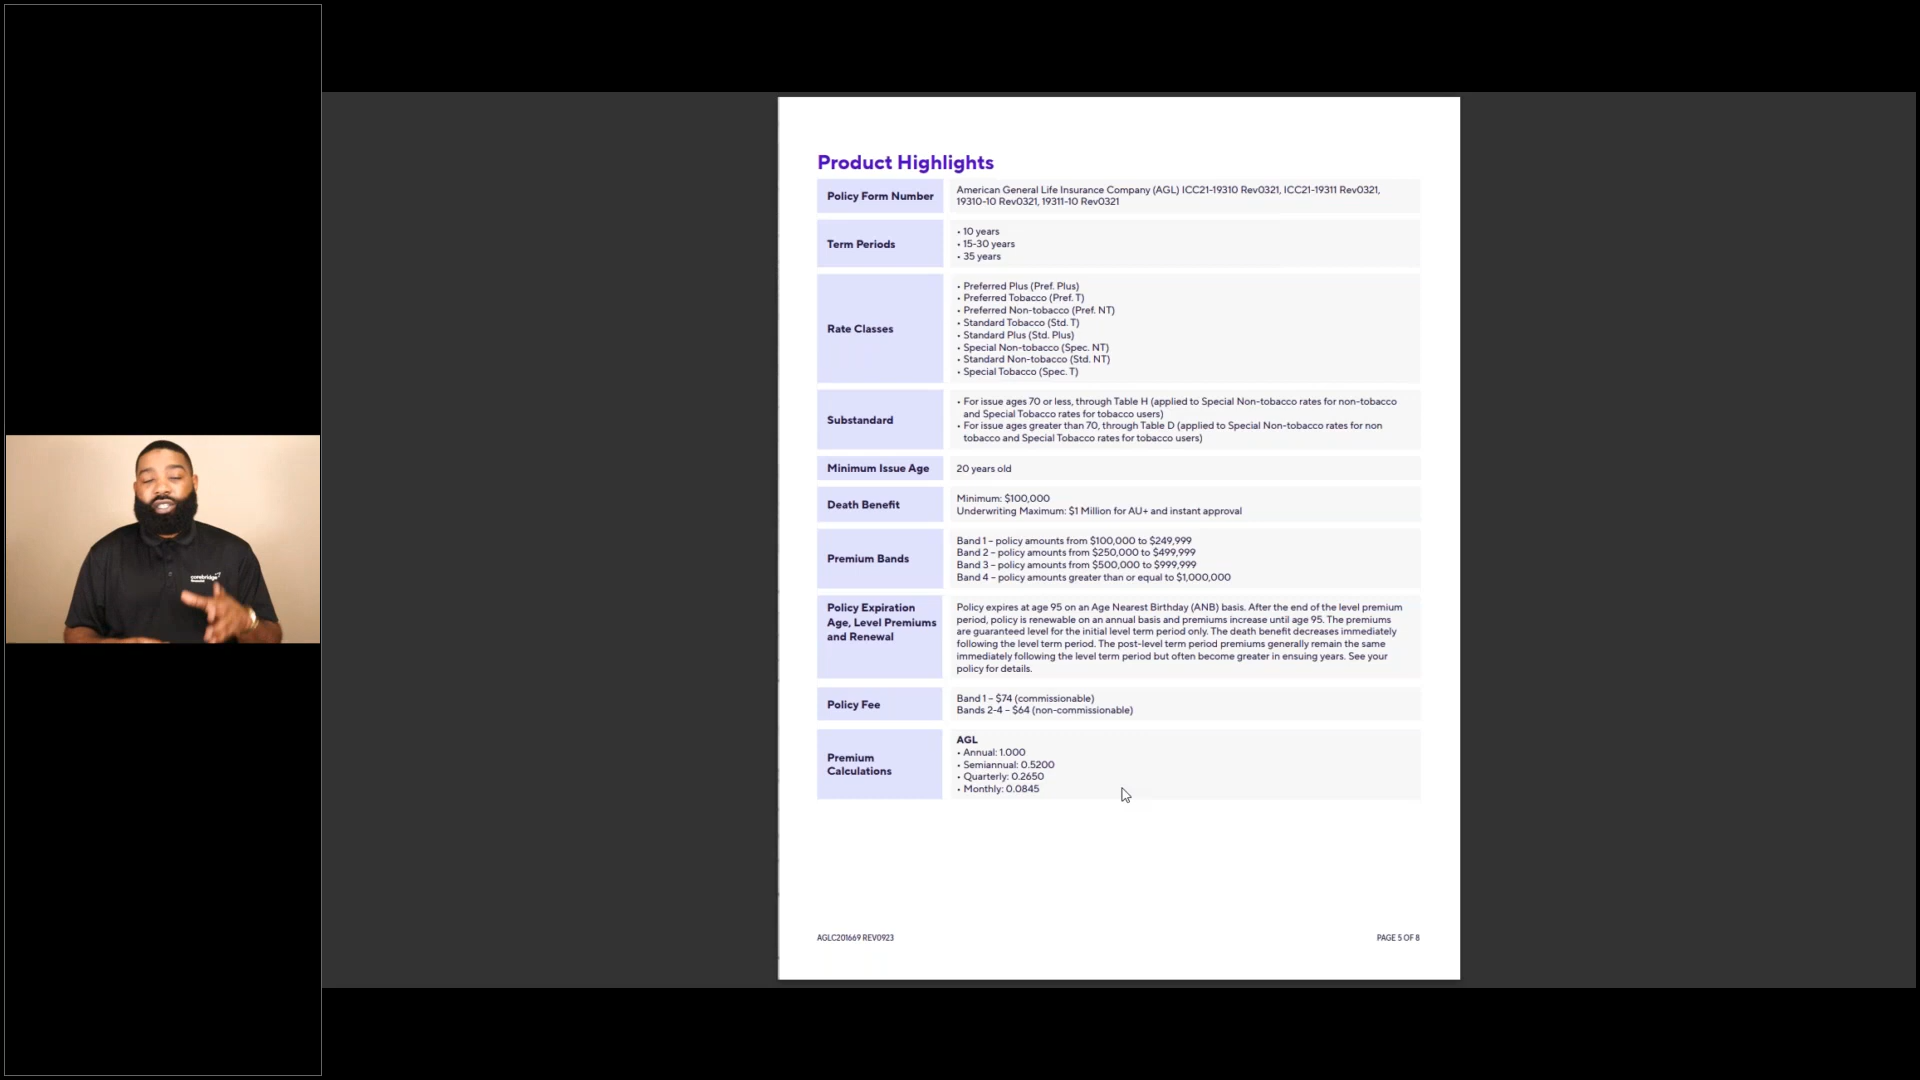 Product Highlights
Policy Form Number
American General Life Insurance Company (AGL) ICC21-19310 Rev0321, ICC21-19311 Rev0321,
19310-10 Rev0321, 19311-10 Rev0321
Term Periods
• 10 years
• 15-30 years
• 35 years
Rate Classes
• Preferred Plus (Pref. Plus)
• Preferred Tobacco (Pref. T)
• Preferred Non-tobacco (Pref. NT)
• Standard Tobacco (Std. T)
• Standard Plus (Std. Plus)
• Special Non-tobacco (Spec. NT)
• Standard Non-tobacco (Std. NT)
• Special Tobacco (Spec. T)
Substandard
• For issue ages 70 or less, through Table H (applied to Special Non-tobacco rates for non-tobacco
and Special Tobacco rates for tobacco users)
• For issue ages greater than 70, through Table D (applied to Special Non-tobacco rates for non
tobacco and Special Tobacco rates for tobacco users)
Minimum Issue Age
20 years old
Death Benefit
Minimum: $100,000
Underwriting Maximum: $1 Million for AU+ and instant approval
Premium Bands
Band 1 – policy amounts from $100,000 to $249,999
Band 2 – policy amounts from $250,000 to $499,999
Band 3 – policy amounts from $500,000 to $999,999
Band 4 – policy amounts greater than or equal to $1,000,000
Policy Expiration
Age, Level Premiums
and Renewal
Policy expires at age 95 on an Age Nearest Birthday (ANB) basis. After the end of the level premium
period, policy is renewable on an annual basis and premiums increase until age 95. The premiums
are guaranteed level for the initial level term period only. The death benefit decreases immediately
following the level term period. The post-level term period premiums generally remain the same
immediately following the level term period but often become greater in ensuing years. See your
policy for details.
Policy Fee
Band 1 – $74 (commissionable)
Bands 2-4 – $64 (non-commissionable)
Premium
Calculations
AGL
• Annual: 1.000
• Semiannual: 0.5200
• Quarterly: 0.2650
• Monthly: 0.0845
AGLC201669 REV0923
PAGE 5 OF 8
corebridge
financial